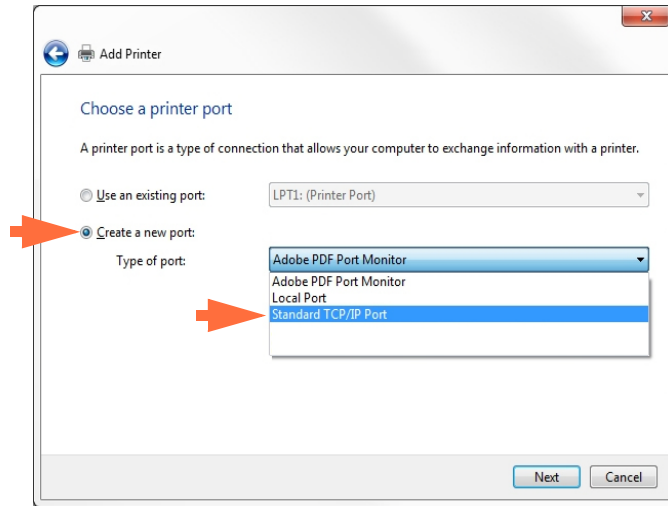 Add Printer
Choose a printer port
A printer port is a type of connection that allows your computer to exchange information with a printer.
Use an existing port: LPT1: (Printer Port)
Create a new port:
Type of port: Adobe PDF Port Monitor
Adobe PDF Port Monitor
Local Port
Standard TCP/IP Port
Next Cancel